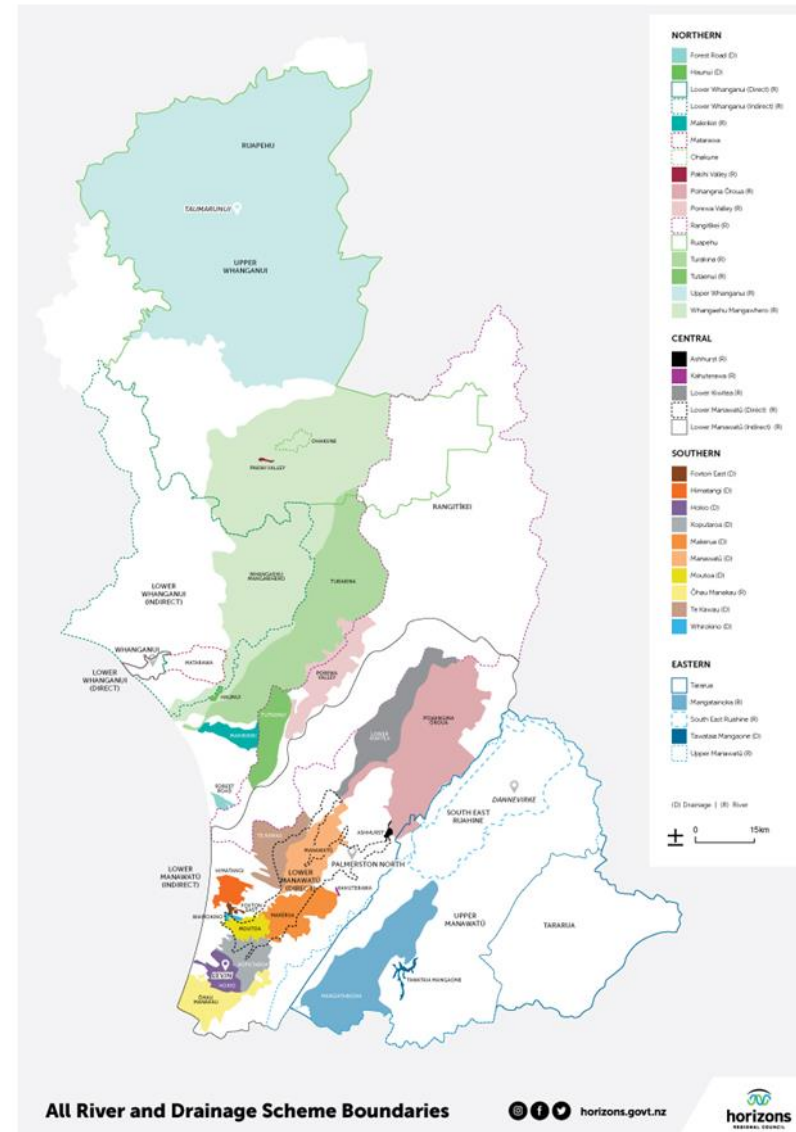 RUAPEHU
TAUMARUNUI
UPPER
WHANGANUI
OHAKUNE
PAKIHI VALLEY
RANGITĪKEI
WHANGAEHU
MANGAWHERO
TURAKINA
LOWER
WHANGANUI
(INDIRECT)
WHANGANUI
MATARAWA
LOWER
WHANGANUI
(DIRECT)
POREWA
VALLEY
HAUNUI
TUTAENUI
MAKIRIKIRI
LOWER
KIWITEA
POHANGINA
ŌROUA
FOREST
ROAD
DANNEVIRKE
SOUTH EAST
RUAHINE
TE KAWAU
ASHHURST
MANAWATŪ
PALMERSTON NORTH
LOWER
MANAWATŪ
(INDIRECT)
HIMATANGI
LOWER
MANAWATŪ
(DIRECT)
KAHUTERAWA
FOXTON
EAST
WHIROKINO
MAKERUA
MOUTOA
UPPER
MANAWATŪ
TARARUA
KOPUTAROA
LEVIN
HOKIO
ŌHAU
MANAKAU
MANGATAINOKA
TAWATAIA MANGAONE
NORTHERN
Forest Road (D)
Haunui (D)
Lower Whanganui (Direct) (R)
Lower Whanganui (Indirect) (R)
Makirikiri (R)
Matarawa
Ohakune
Pakihi Valley (R)
Pohangina Ōroua (R)
Porewa Valley (R)
Rangitīkei (R)
Ruapehu
Turakina (R)
Tutaenui (R)
Upper Whanganui (R)
Whangaehu Mangawhero (R)
CENTRAL
Ashhurst (R)
Kahuterawa (R)
Lower Kiwitea (R)
Lower Manawatū (Direct) (R)
Lower Manawatū (Indirect) (R)
SOUTHERN
Foxton East (D)
Himatangi (D)
Hokio (D)
Koputaroa (D)
Makerua (D)
Manawatū (D)
Moutoa (D)
Ōhau Manakau (R)
Te Kawau (D)
Whirokino (D)
EASTERN
Tararua
Mangatainoka (R)
South East Ruahine (R)
Tawataia Mangaone (D)
Upper Manawatū (R)
(D) Drainage | (R) River
0 15km
All River and Drainage Scheme Boundaries
horizons.govt.nz
horizons
REGIONAL COUNCIL